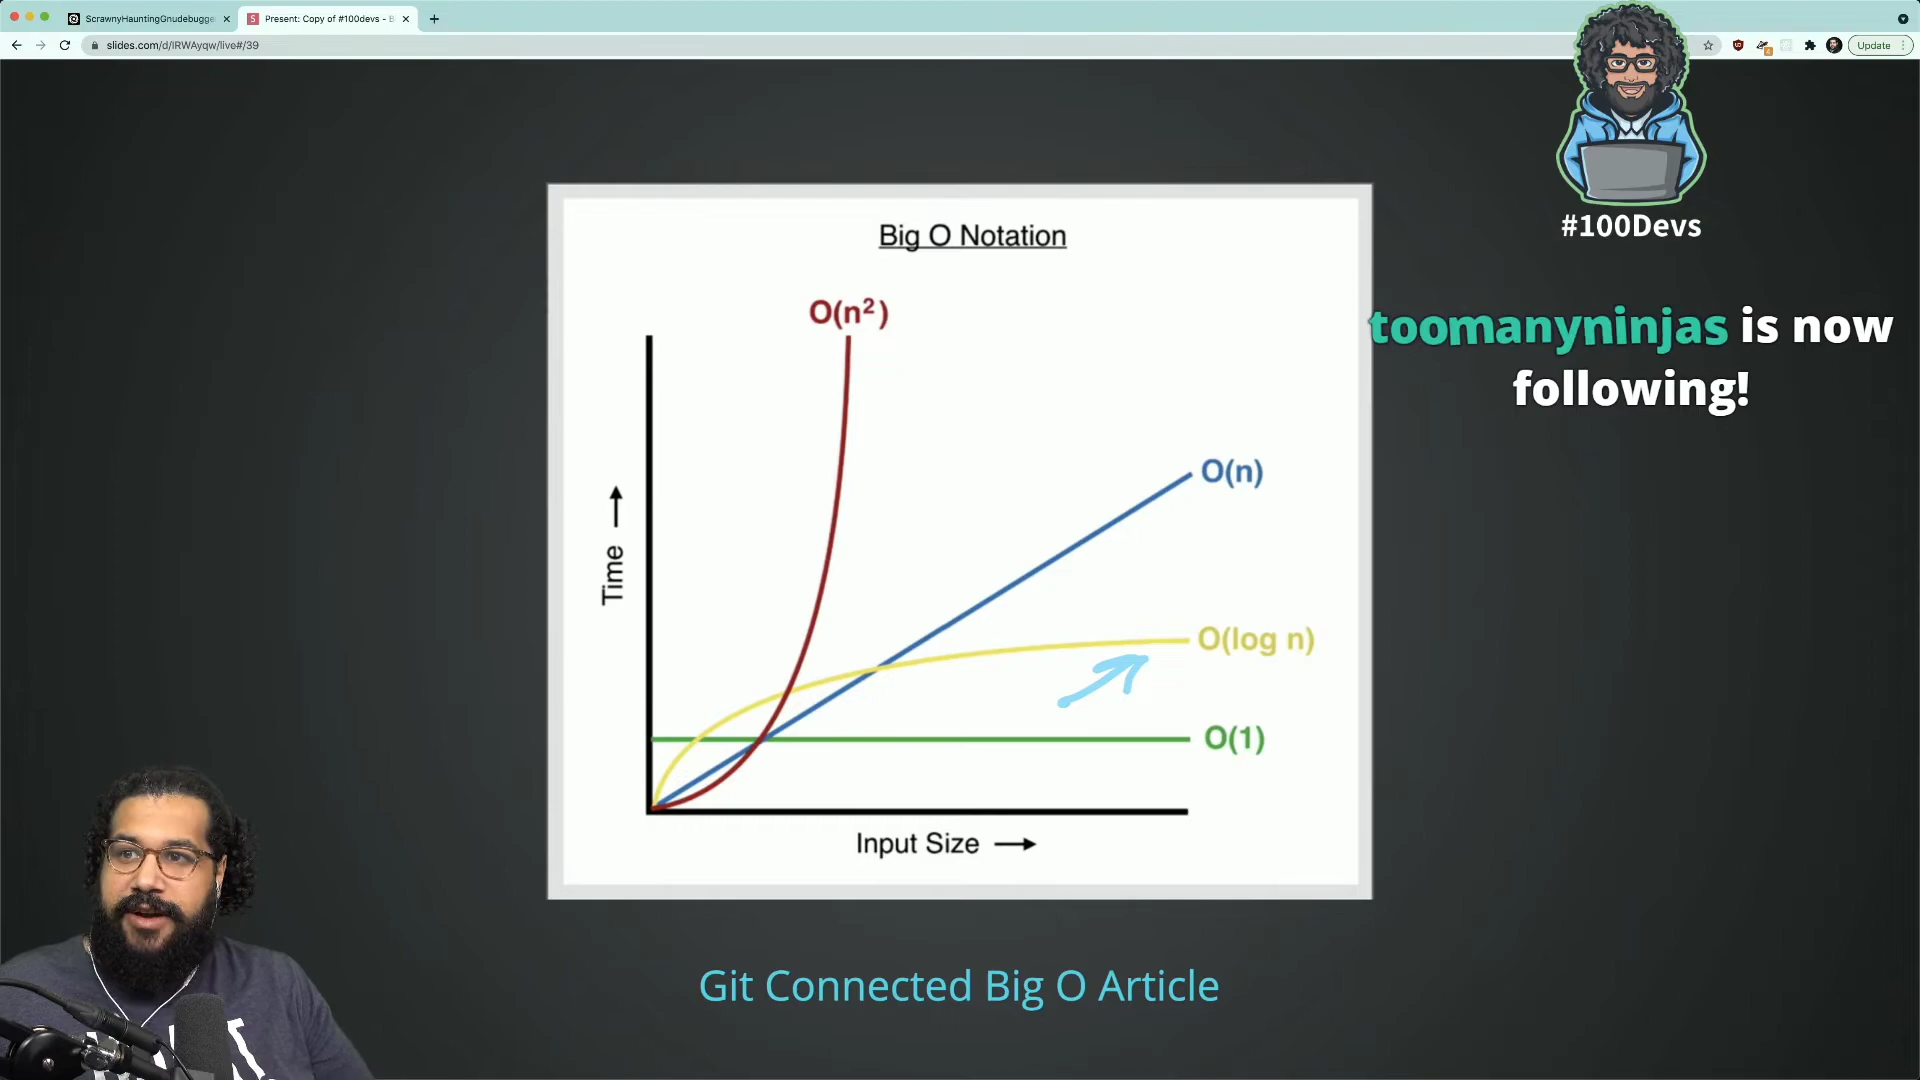 ScrawnyHauntingGnudebugge
Present: Copy of #100devs - B
slides.com/d/IRWAyqw/live#/39
Update
#100Devs
toomanyninjas is now
following!
Big O Notation
O(n²)
O(n)
O(log n)
O(1)
Time
Input Size
Git Connected Big O Article